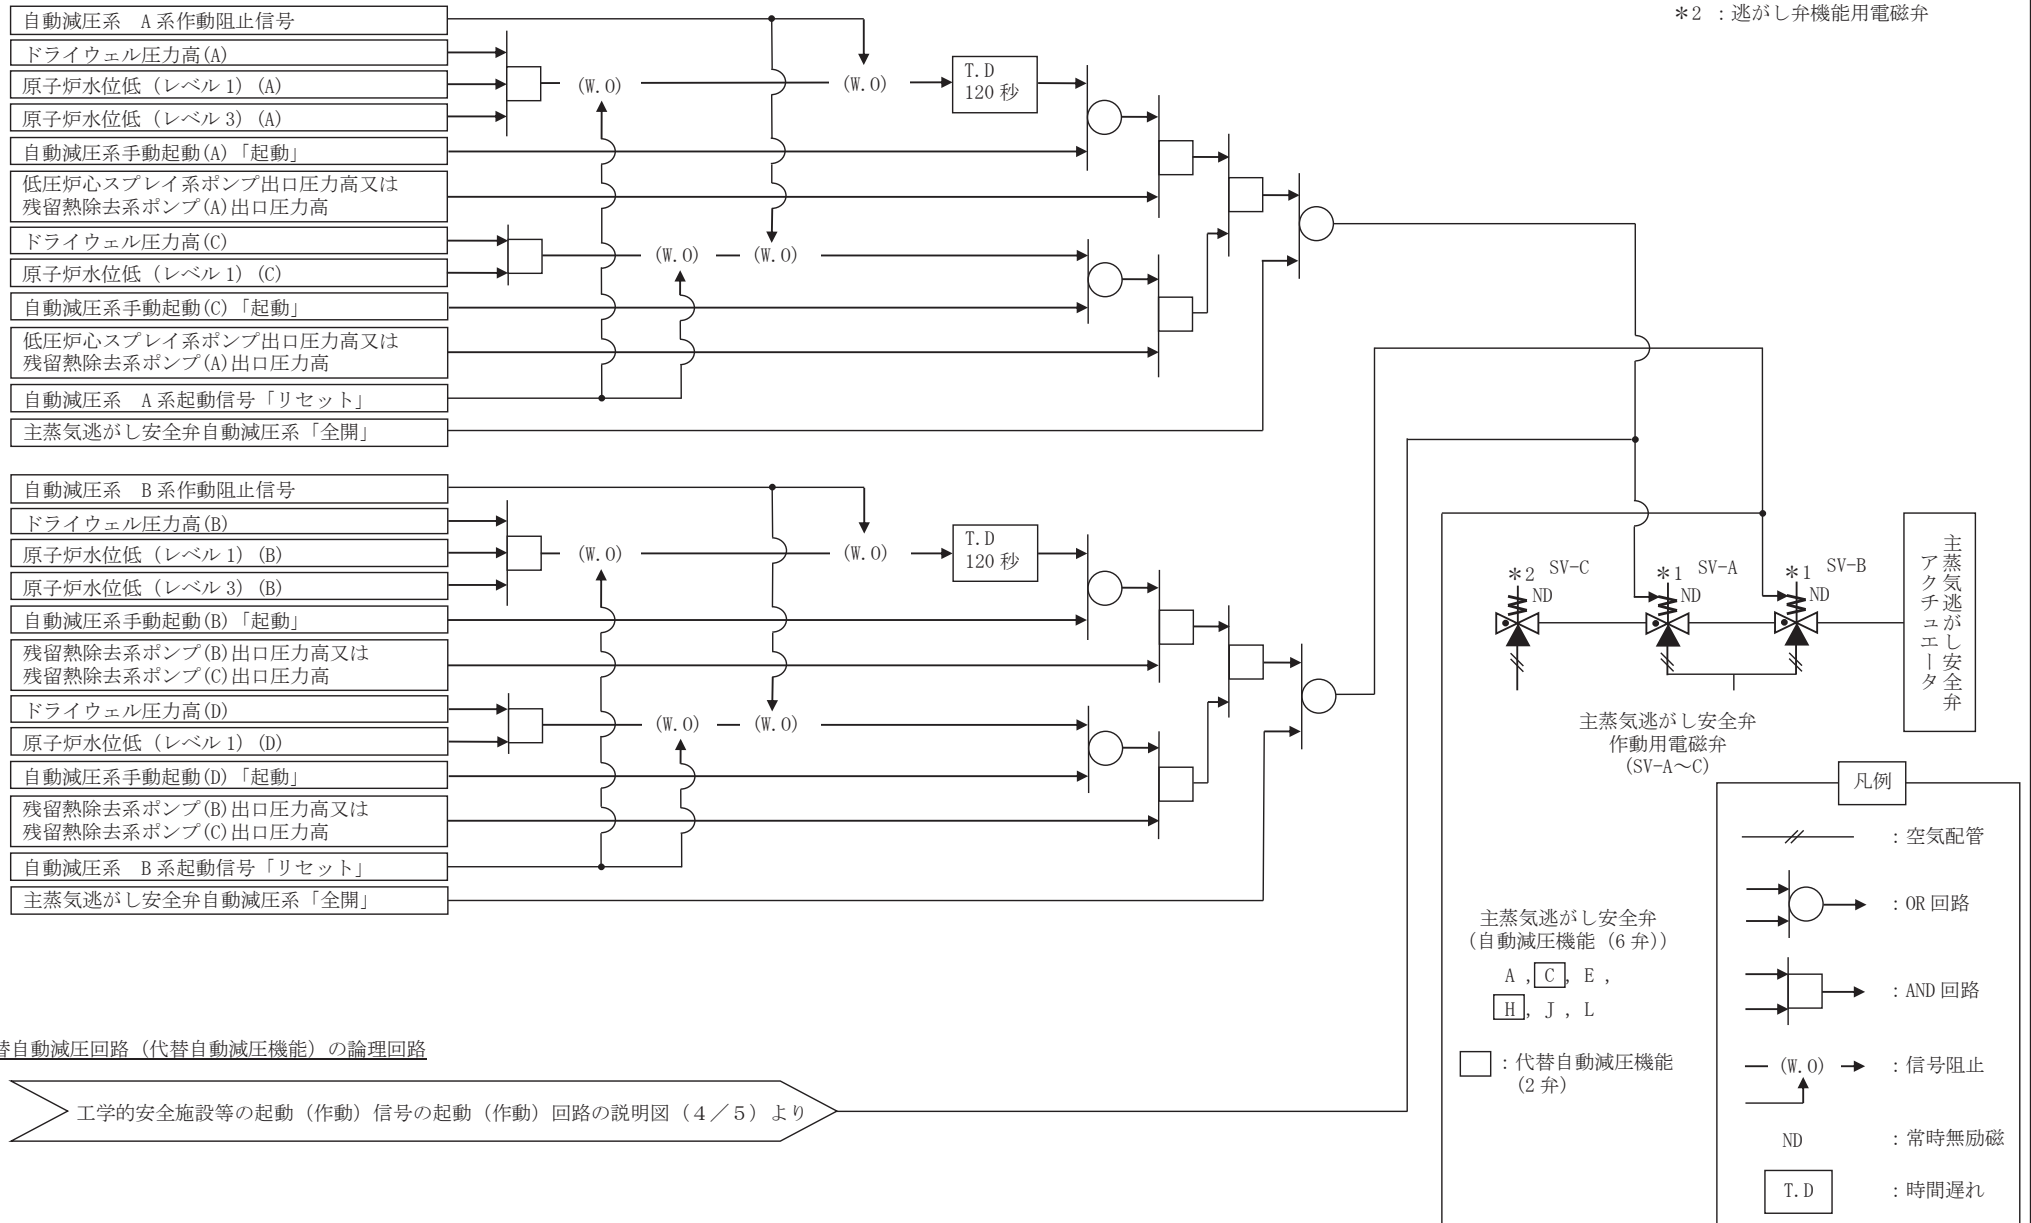 自動減圧系　A 系作動阻止信号
ドライウェル圧力高(A)
原子炉水位低（レベル 1）(A)
原子炉水位低（レベル 3）(A)
自動減圧系手動起動(A)「起動」
低圧炉心スプレイ系ポンプ出口圧力高又は
残留熱除去系ポンプ(A)出口圧力高
ドライウェル圧力高(C)
原子炉水位低（レベル 1）(C)
自動減圧系手動起動(C)「起動」
低圧炉心スプレイ系ポンプ出口圧力高又は
残留熱除去系ポンプ(A)出口圧力高
自動減圧系　A 系起動信号「リセット」
主蒸気逃がし安全弁自動減圧系「全開」
(W.O)
(W.O)
T.D
120 秒
(W.O)
(W.O)
自動減圧系　B 系作動阻止信号
ドライウェル圧力高(B)
原子炉水位低（レベル 1）(B)
原子炉水位低（レベル 3）(B)
自動減圧系手動起動(B)「起動」
残留熱除去系ポンプ(B)出口圧力高又は
残留熱除去系ポンプ(C)出口圧力高
ドライウェル圧力高(D)
原子炉水位低（レベル 1）(D)
自動減圧系手動起動(D)「起動」
残留熱除去系ポンプ(B)出口圧力高又は
残留熱除去系ポンプ(C)出口圧力高
自動減圧系　B 系起動信号「リセット」
主蒸気逃がし安全弁自動減圧系「全開」
(W.O)
(W.O)
T.D
120 秒
(W.O)
(W.O)
替自動減圧回路（代替自動減圧機能）の論理回路
工学的安全施設等の起動（作動）信号の起動（作動）回路の説明図（４／５）より
＊2 ：逃がし弁機能用電磁弁
＊2 SV-C
ND
＊1 SV-A
ND
＊1 SV-B
ND
主蒸気逃がし安全弁
アクチュエータ
主蒸気逃がし安全弁
作動用電磁弁
(SV-A～C)
主蒸気逃がし安全弁
（自動減圧機能（6 弁））
A , C , E ,
H , J , L
：代替自動減圧機能
（2 弁）
凡例
：空気配管
：OR 回路
：AND 回路
(W.O) ：信号阻止
ND ：常時無励磁
T.D ：時間遅れ